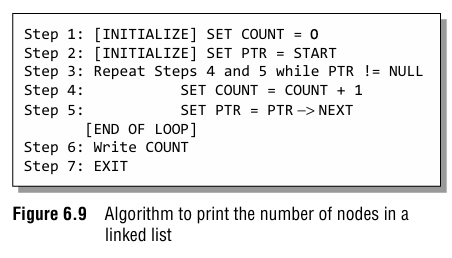 Step 1: [INITIALIZE] SET COUNT = 0
Step 2: [INITIALIZE] SET PTR = START
Step 3: Repeat Steps 4 and 5 while PTR != NULL
Step 4: SET COUNT = COUNT + 1
Step 5: SET PTR = PTR –> NEXT
[END OF LOOP]
Step 6: Write COUNT
Step 7: EXIT
Figure 6.9 Algorithm to print the number of nodes in a
linked list